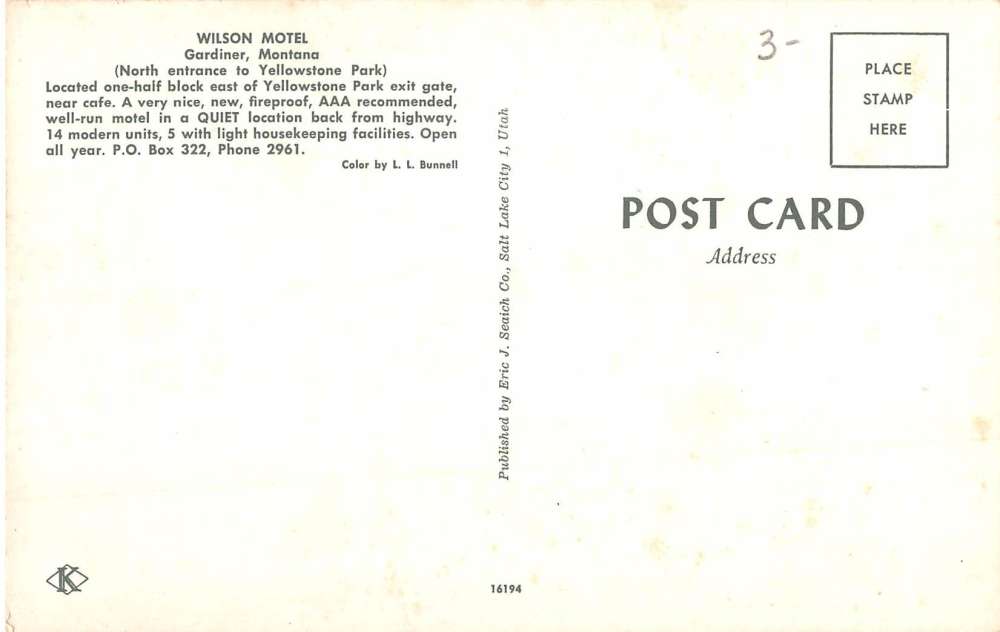 WILSON MOTEL
Gardiner, Montana
(North entrance to Yellowstone Park)
Located one-half block east of Yellowstone Park exit gate,
near cafe. A very nice, new, fireproof, AAA recommended,
well-run motel in a QUIET location back from highway.
14 modern units, 5 with light housekeeping facilities. Open
all year. P.O. Box 322, Phone 2961.
Color by L. L. Bunnell
Published by Eric J. Seaich Co., Salt Lake City 1, Utah
3-
PLACE
STAMP
HERE
POST CARD
Address
K
16194